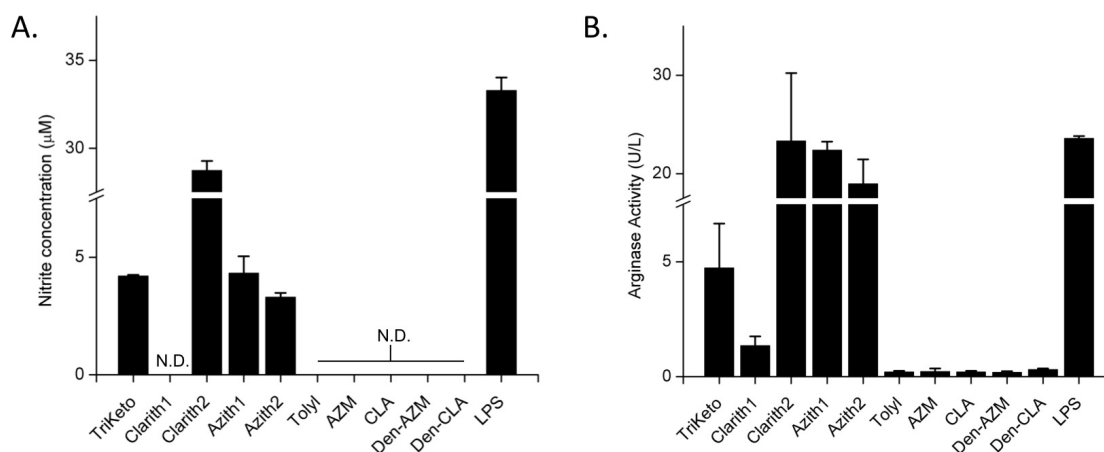 A.
Nitrite concentration (μM)
35
30
5
0
N.D.
N.D.
TriKeto
Clarith1
Clarith2
Azith1
Azith2
Tolyl
AZM
CLA
Den-AZM
Den-CLA
LPS
B.
Arginase Activity (U/L)
30
20
5
0
TriKeto
Clarith1
Clarith2
Azith1
Azith2
Tolyl
AZM
CLA
Den-AZM
Den-CLA
LPS